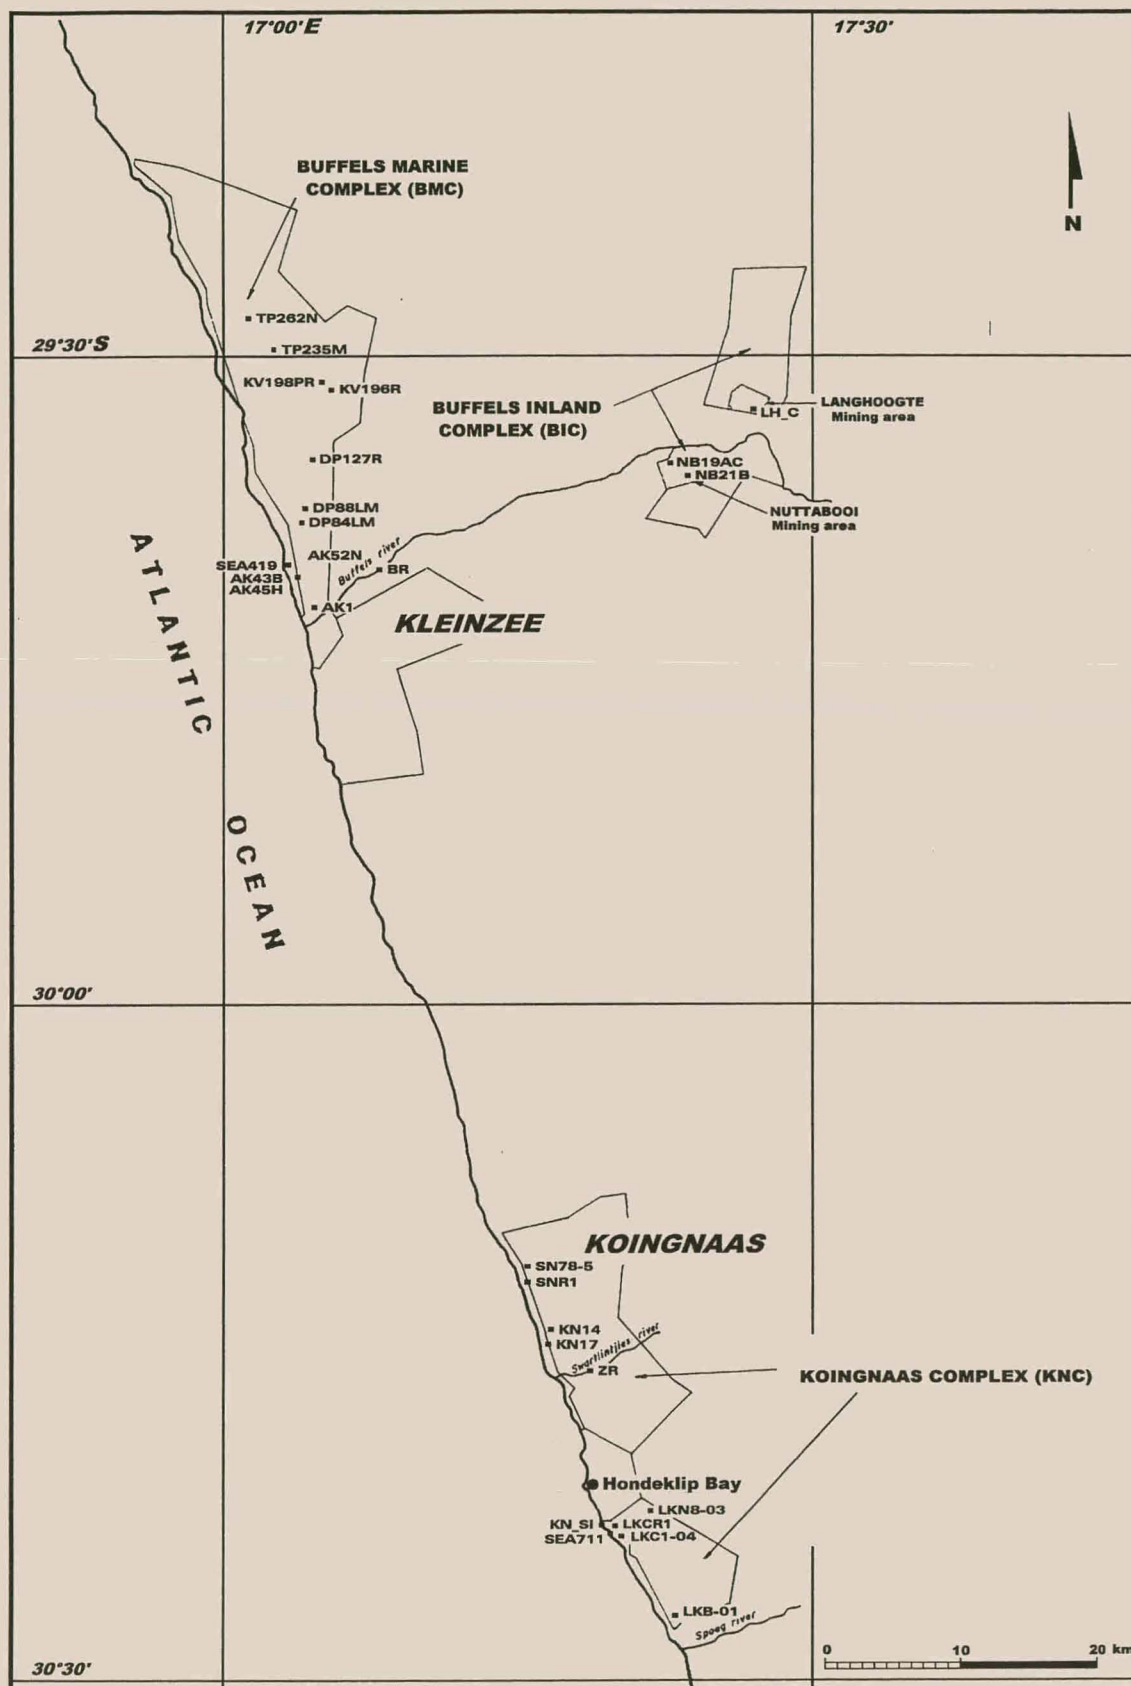 17°00'E
17°30'
BUFFELS MARINE
COMPLEX (BMC)
N
TP262N
29°30'S
TP235M
KV198PR
KV196R
BUFFELS INLAND
COMPLEX (BIC)
LANGHOOGTE
Mining area
LH_C
DP127R
NB19AC
NB21B
DP88LM
DP84LM
NUTTABOOI
Mining area
ATLANTIC
OCEAN
AK52N
SEA419
AK43B
AK45H
Buffels river
BR
AK1
KLEINZEE
30°00'
KOINGNAAS
SN78-5
SNR1
KN14
KN17
Swartlintjies river
ZR
KOINGNAAS COMPLEX (KNC)
Hondeklip Bay
LKN8-03
KN_SI
LKCR1
SEA711
LKC1-04
LKB-01
Spoeg river
30°30'
0 10 20 km